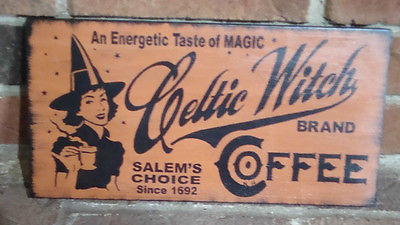 An Energetic Taste of MAGIC
Celtic Witch
BRAND
SALEM'S
CHOICE
Since 1692
COFFEE